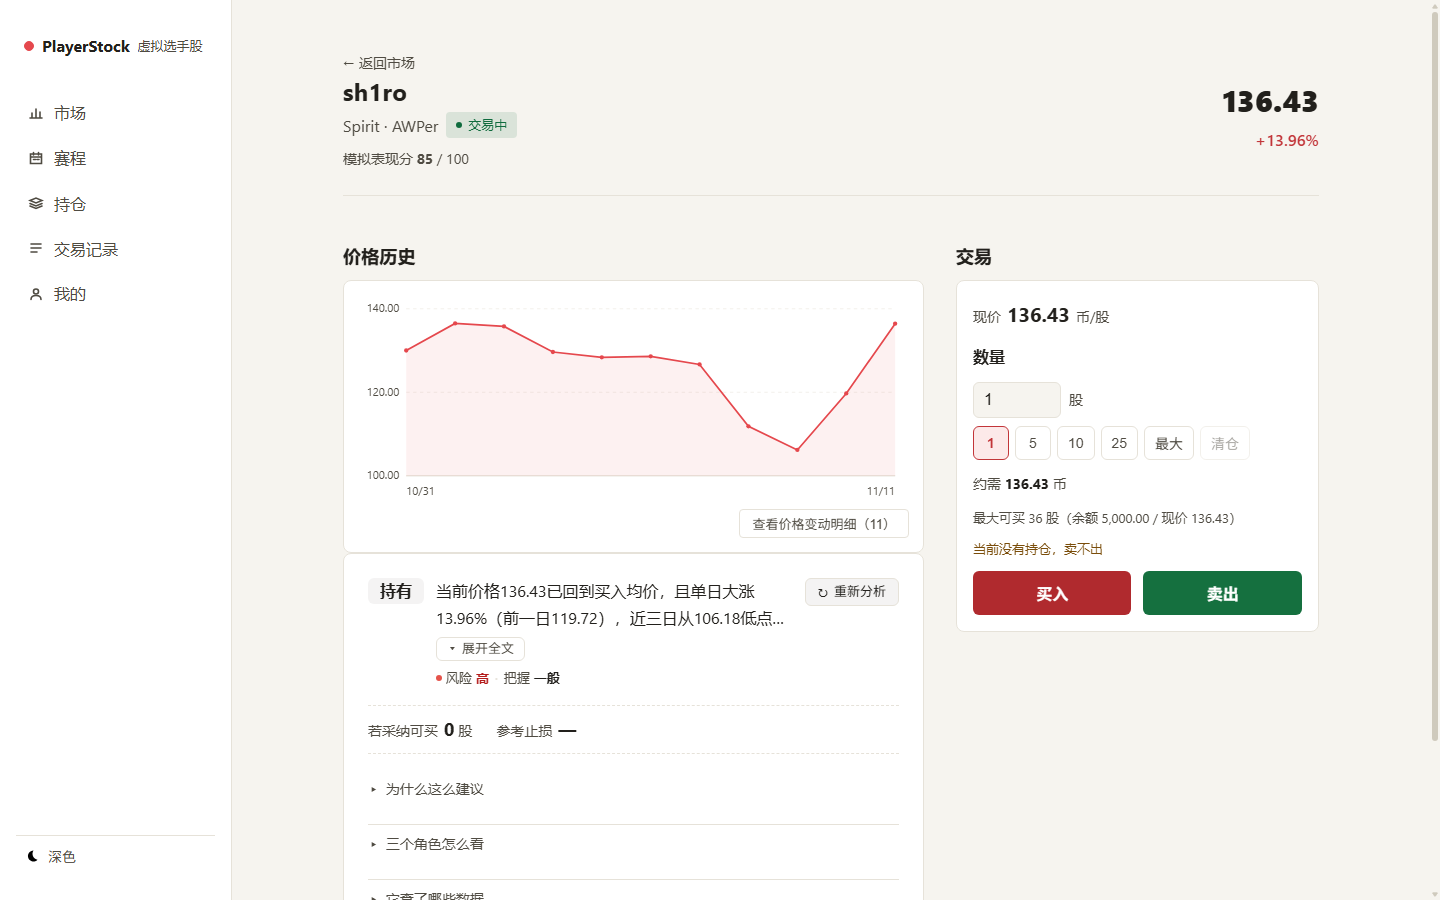 PlayerStock 虚拟选手股
市场
赛程
持仓
交易记录
我的
深色
← 返回市场
sh1ro
Spirit · AWPer 交易中
模拟表现分 85 / 100
136.43
+13.96%
价格历史
140.00
120.00
100.00
10/31 11/11
查看价格变动明细（11）
持有
当前价格136.43已回到买入均价，且单日大涨
13.96%（前一日119.72），近三日从106.18低点...
展开全文
风险 高 · 把握 一般
↻ 重新分析
若采纳可买 0 股 参考止损 —
为什么这么建议
三个角色怎么看
它查了哪些数据
交易
现价 136.43 币/股
数量
1 股
1 5 10 25 最大 清仓
约需 136.43 币
最大可买 36 股（余额 5,000.00 / 现价 136.43）
当前没有持仓，卖不出
买入 卖出